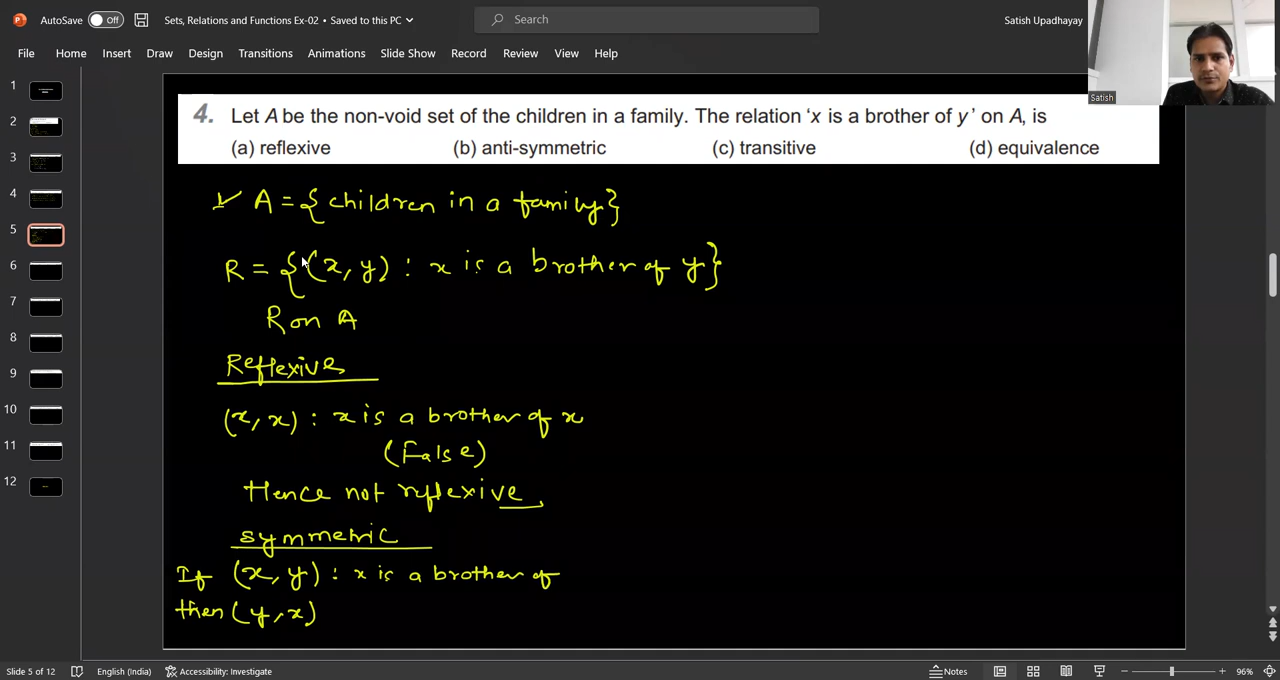 AutoSave Off Sets, Relations and Functions Ex-02 • Saved to this PC Search Satish Upadhayay
File Home Insert Draw Design Transitions Animations Slide Show Record Review View Help
Satish
1
2
3
4
5
6
7
8
9
10
11
12
4. Let A be the non-void set of the children in a family. The relation ‘x is a brother of y’ on A, is
(a) reflexive (b) anti-symmetric (c) transitive (d) equivalence
A = {children in a family}
R = {(x, y) : x is a brother of y}
R on A
Reflexive
(x, x) : x is a brother of x
(False)
Hence not reflexive
symmetric
If (x, y) : x is a brother of
then (y, x)
Slide 5 of 12 English (India) Accessibility: Investigate Notes 96%